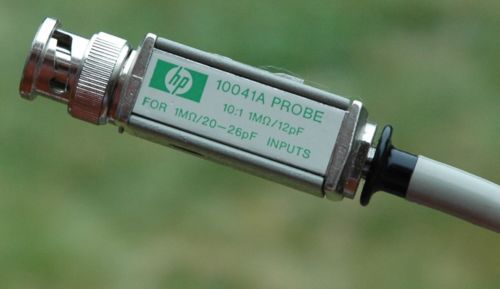 hp
10041A PROBE
10:1 1MΩ/12pF
FOR 1MΩ/20-26pF INPUTS